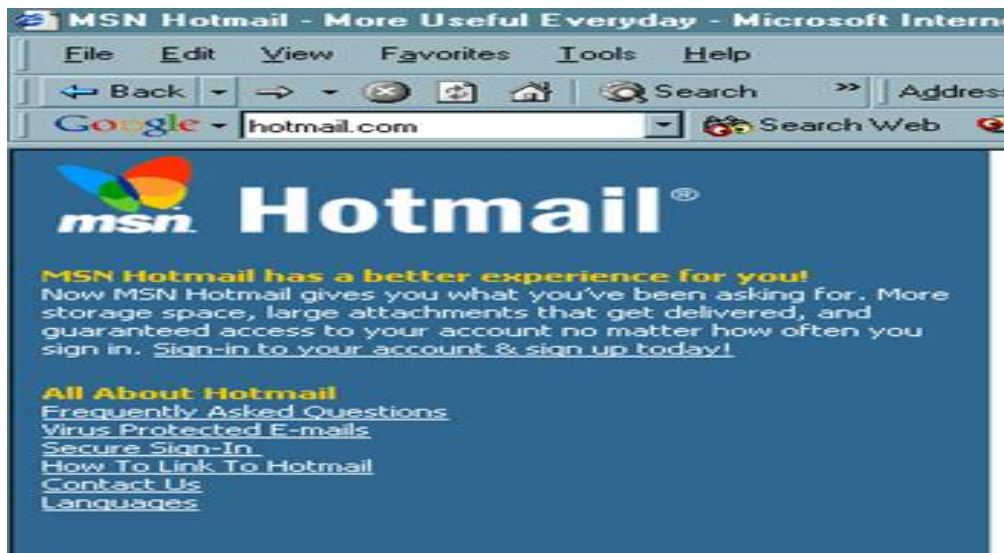 MSN Hotmail - More Useful Everyday - Microsoft Intern
File Edit View Favorites Tools Help
Back Search » Address
Google hotmail.com Search Web
msn Hotmail®
MSN Hotmail has a better experience for you!
Now MSN Hotmail gives you what you've been asking for. More
storage space, large attachments that get delivered, and
guaranteed access to your account no matter how often you
sign in. Sign-in to your account & sign up today!
All About Hotmail
Frequently Asked Questions
Virus Protected E-mails
Secure Sign-In
How To Link To Hotmail
Contact Us
Languages